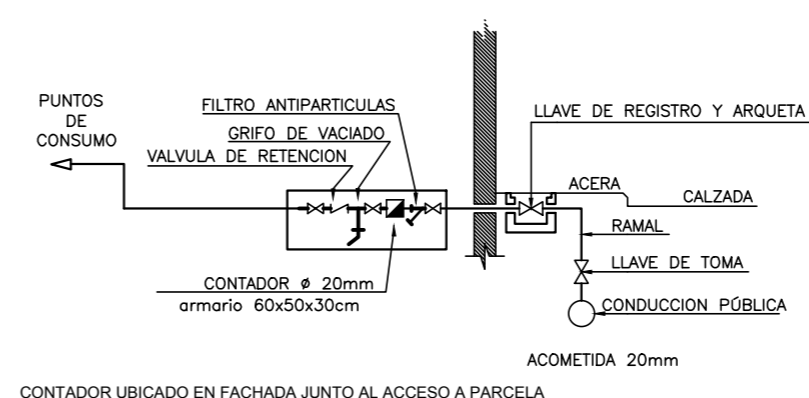 PUNTOS
DE
CONSUMO
FILTRO ANTIPARTICULAS
GRIFO DE VACIADO
VALVULA DE RETENCION
LLAVE DE REGISTRO Y ARQUETA
ACERA
CALZADA
RAMAL
LLAVE DE TOMA
CONDUCCION PÚBLICA
CONTADOR ø 20mm
armario 60x50x30cm
ACOMETIDA 20mm
CONTADOR UBICADO EN FACHADA JUNTO AL ACCESO A PARCELA